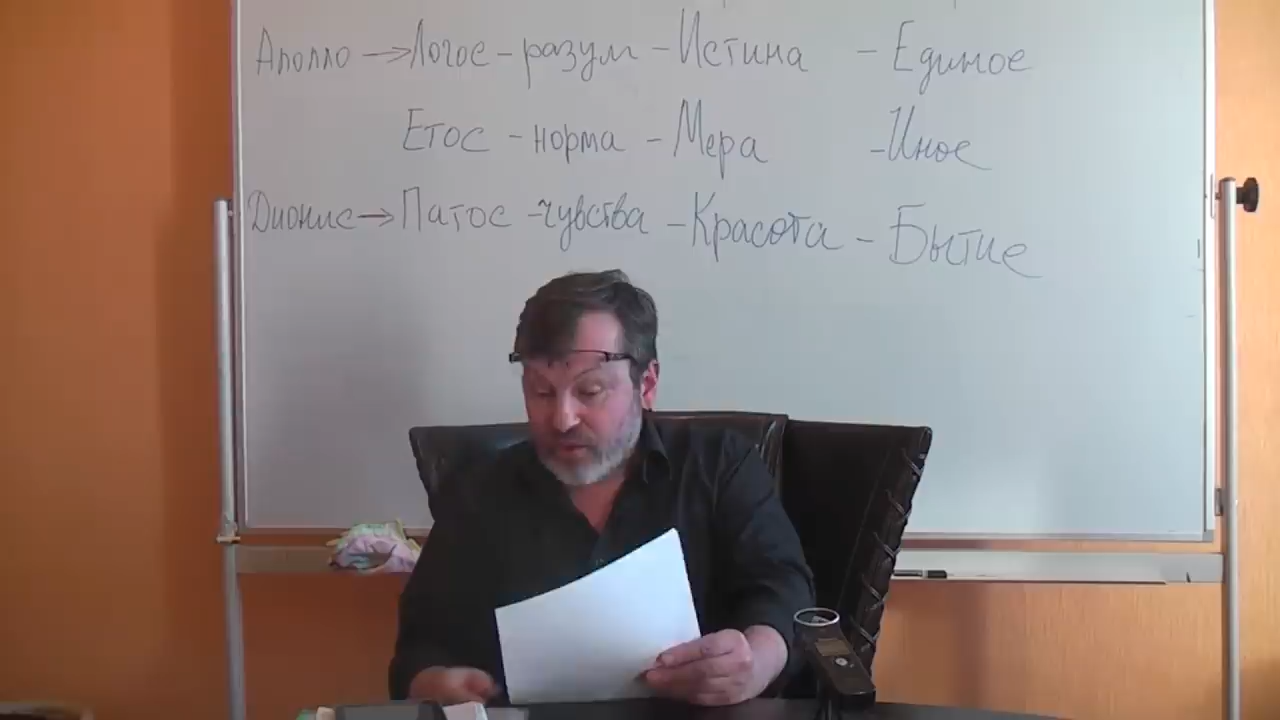 Аполло → Логос - разум - Истина - Единое
Етос - норма - Мера - Иное
Дионис → Патос - чувства - Красота - Бытие